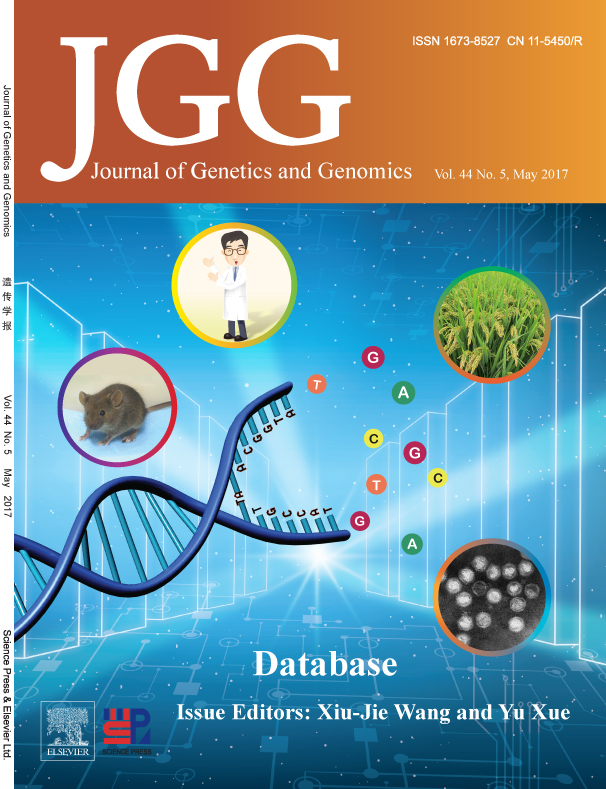 ISSN 1673-8527 CN 11-5450/R
JGG
Journal of Genetics and Genomics
Vol. 44 No. 5, May 2017
Journal of Genetics and Genomics
遗传学报
Vol. 44 No. 5 May 2017
Science Press & Elsevier Ltd.
T
G
A
C
G
C
T
G
A
TAACGGTA
TGCCAT
Database
Issue Editors: Xiu-Jie Wang and Yu Xue
ELSEVIER
SCIENCE PRESS